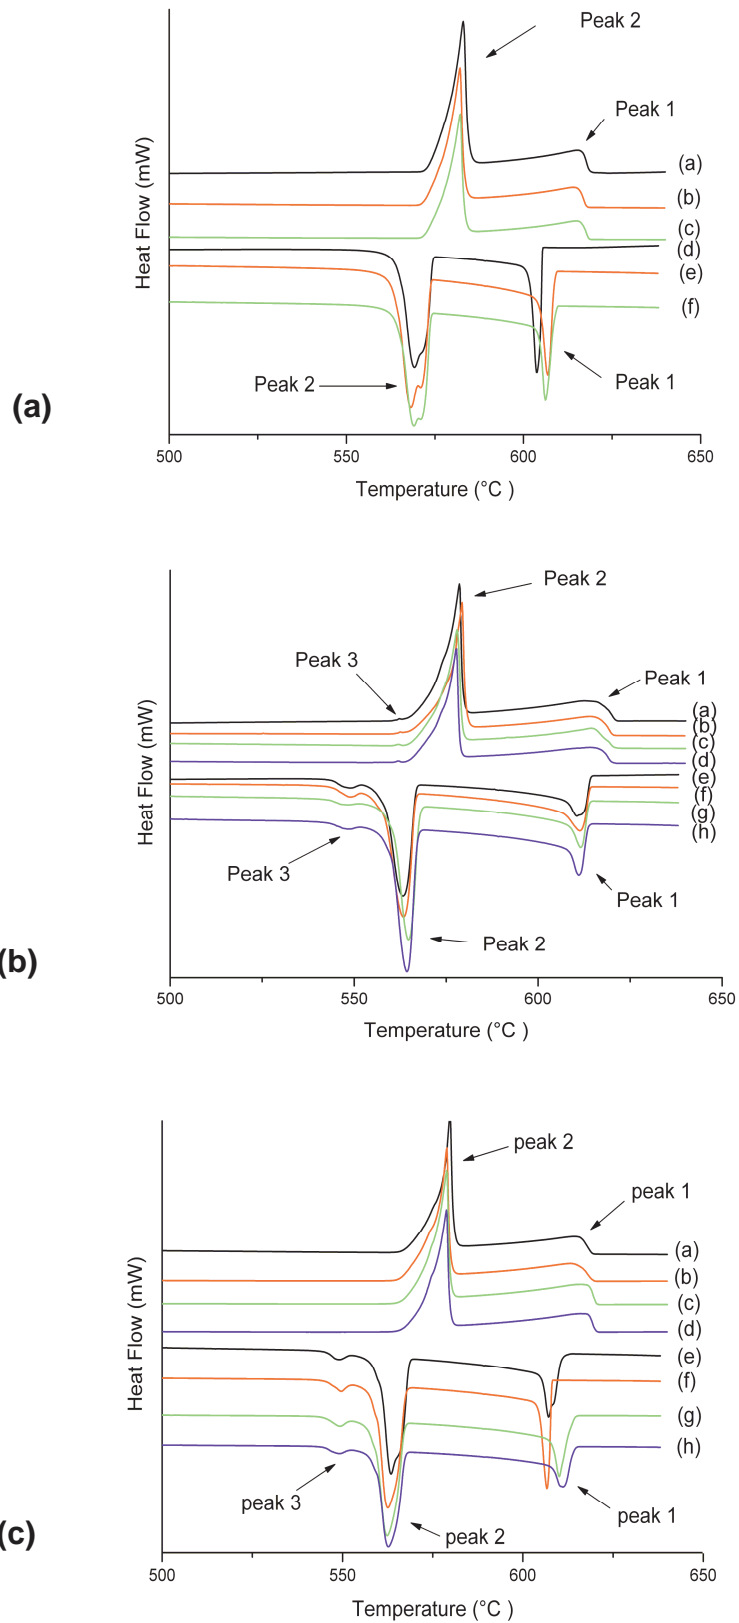 Peak 2
Peak 1
(a)
(b)
(c)
(d)
(e)
(f)
Peak 2
Peak 1
Heat Flow (mW)
(a)
500
550
600
650
Temperature (°C )
Peak 2
Peak 3
Peak 1
(a)
(b)
(c)
(d)
(e)
(f)
(g)
(h)
Peak 3
Peak 1
Peak 2
Heat Flow (mW)
(b)
500
550
600
650
Temperature (°C )
peak 2
peak 1
(a)
(b)
(c)
(d)
(e)
(f)
(g)
(h)
peak 3
peak 1
peak 2
Heat Flow (mW)
(c)
500
550
600
650
Temperature (°C )